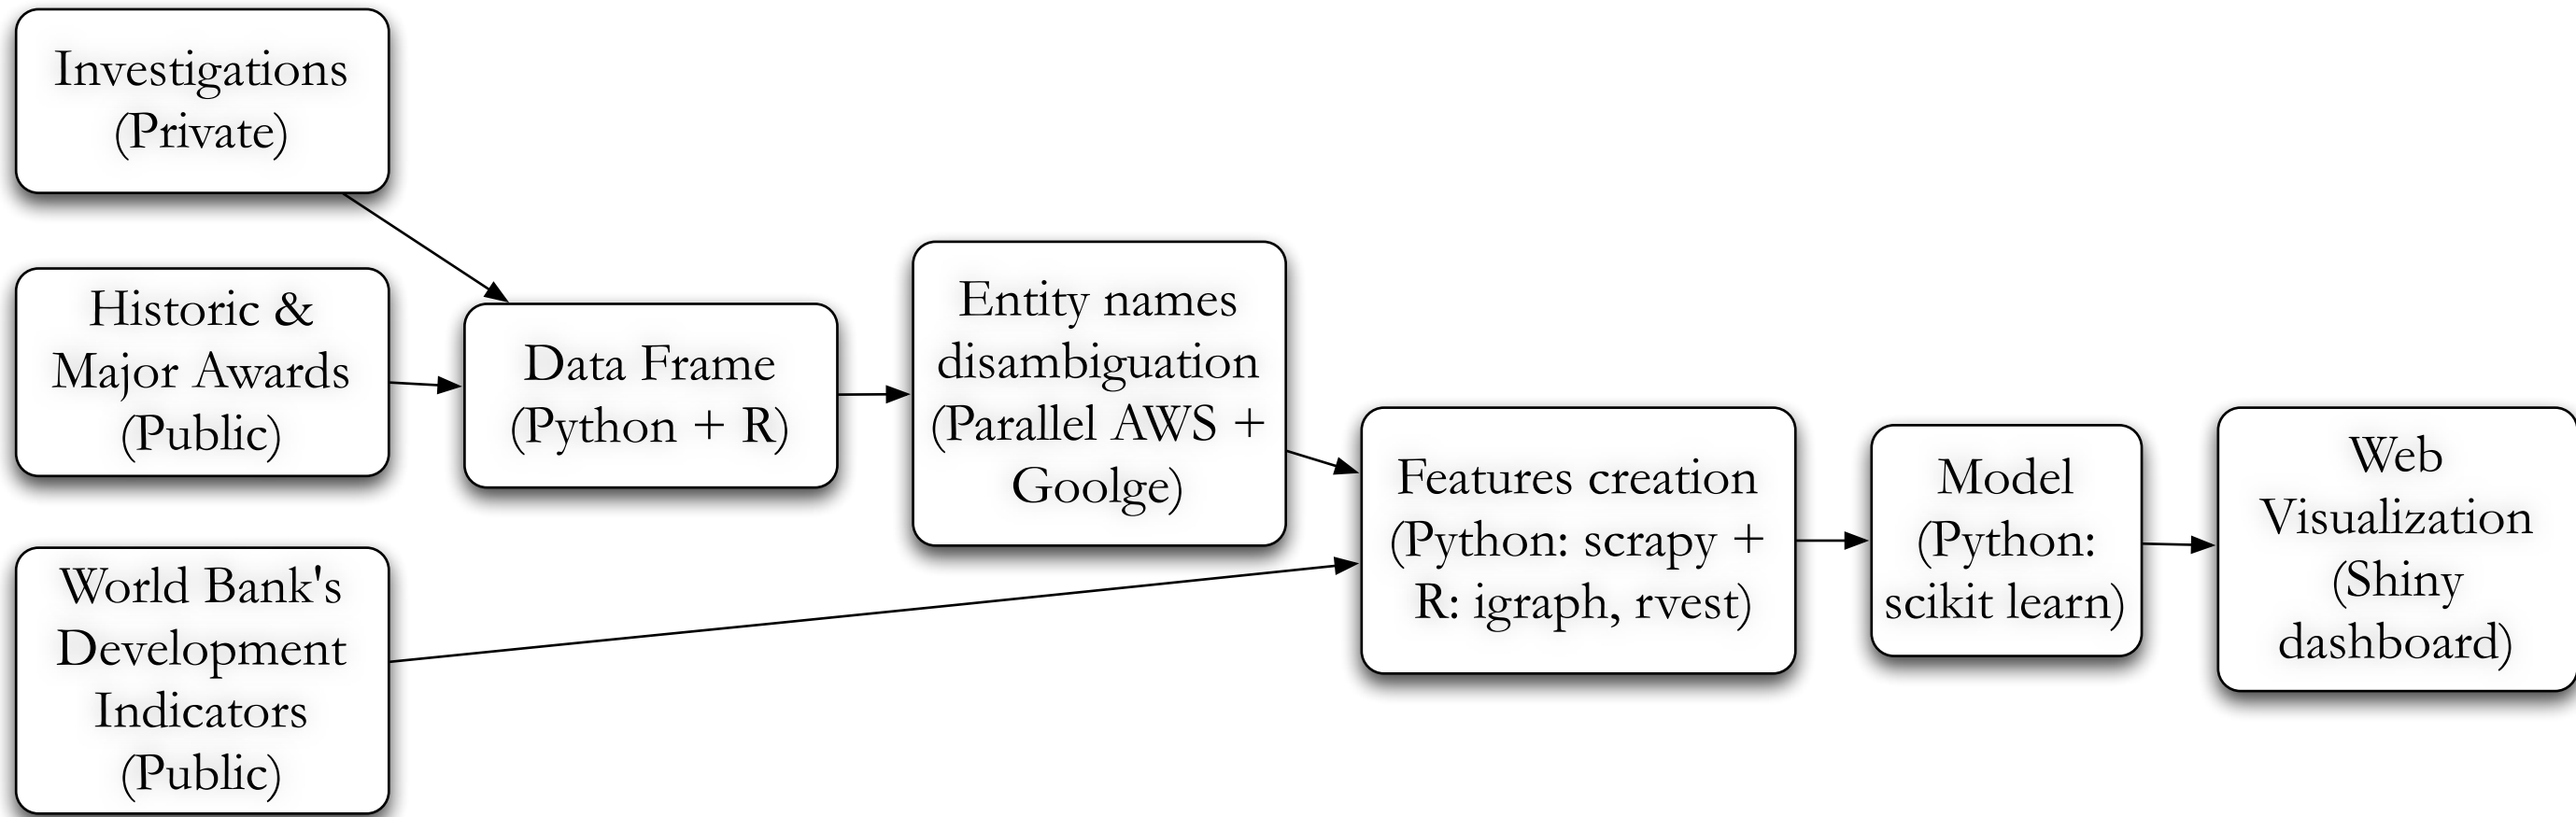 Investigations
(Private)
Historic &
Major Awards
(Public)
World Bank's
Development
Indicators
(Public)
Data Frame
(Python + R)
Entity names
disambiguation
(Parallel AWS +
Goolge)
Features creation
(Python: scrapy +
R: igraph, rvest)
Model
(Python:
scikit learn)
Web
Visualization
(Shiny
dashboard)